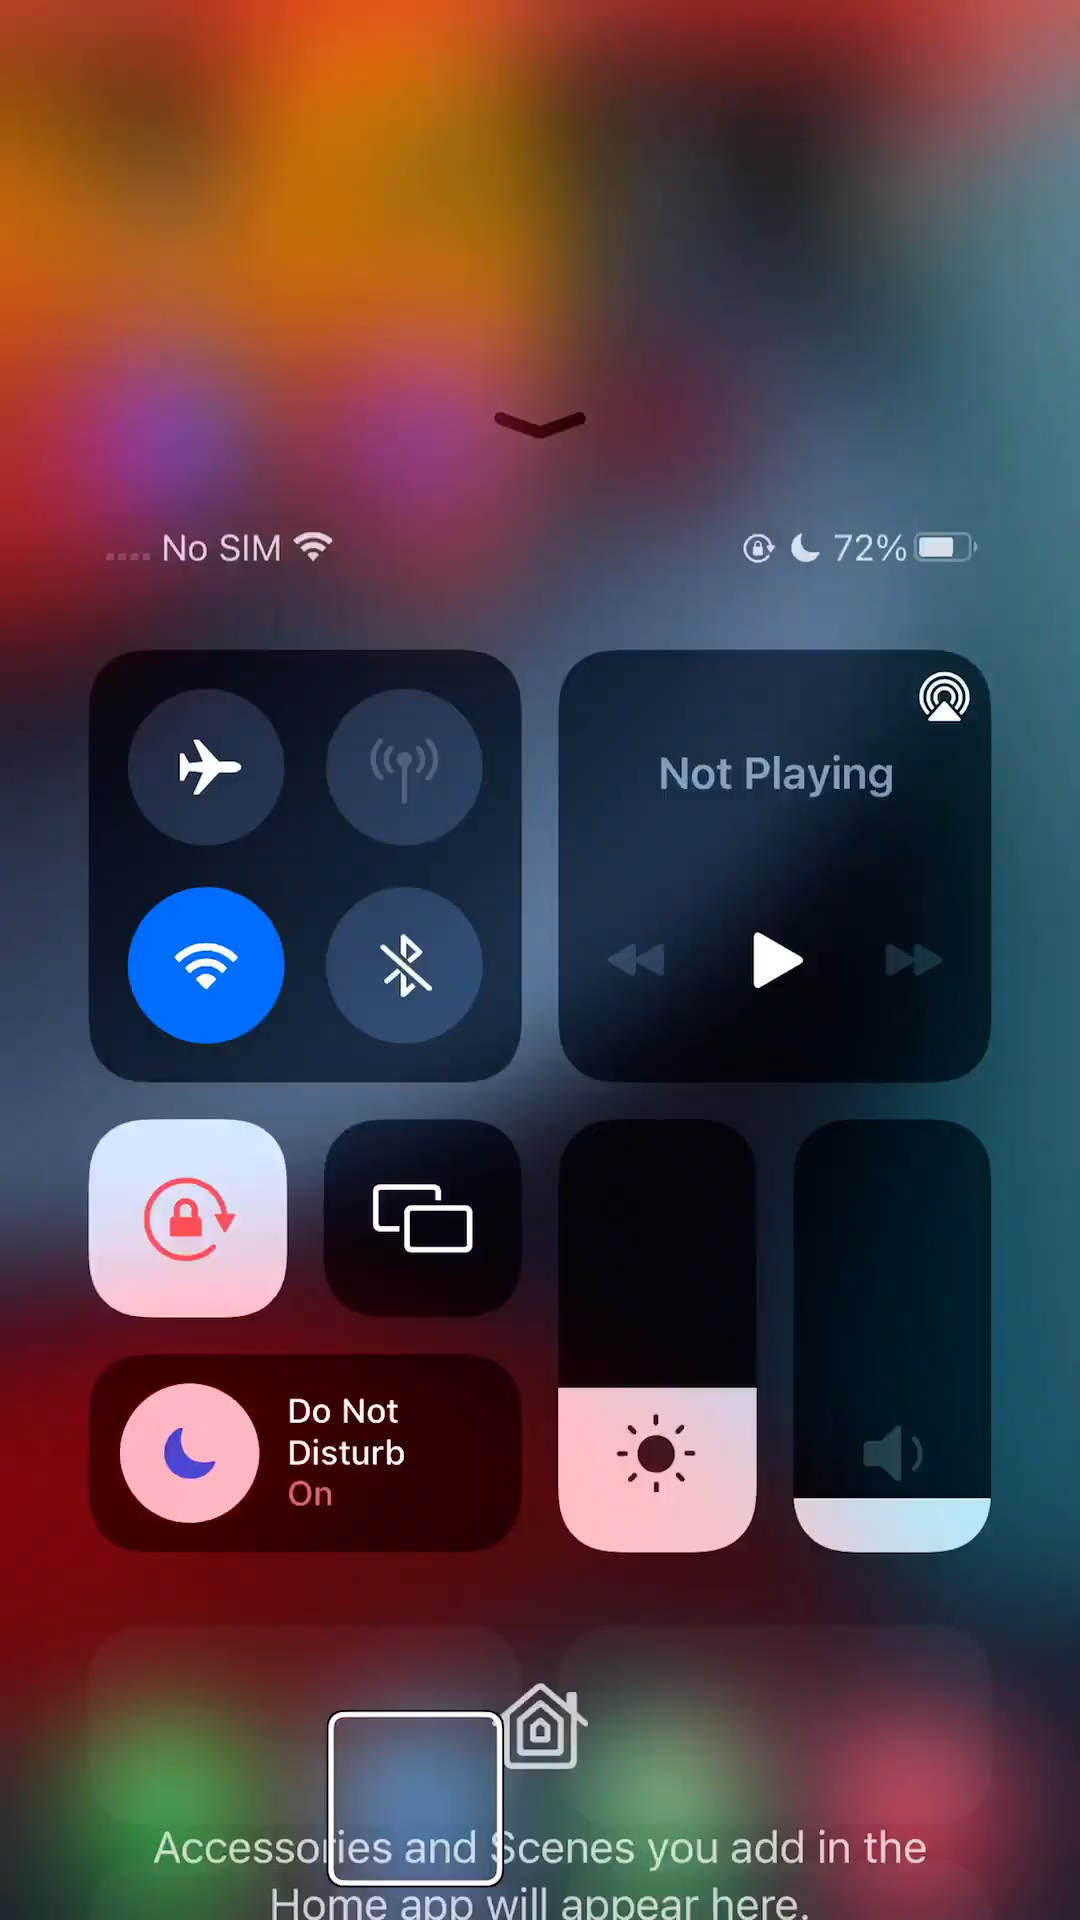 No SIM
72%
Not Playing
Do Not
Disturb
On
Accessories and Scenes you add in the
Home app will appear here.